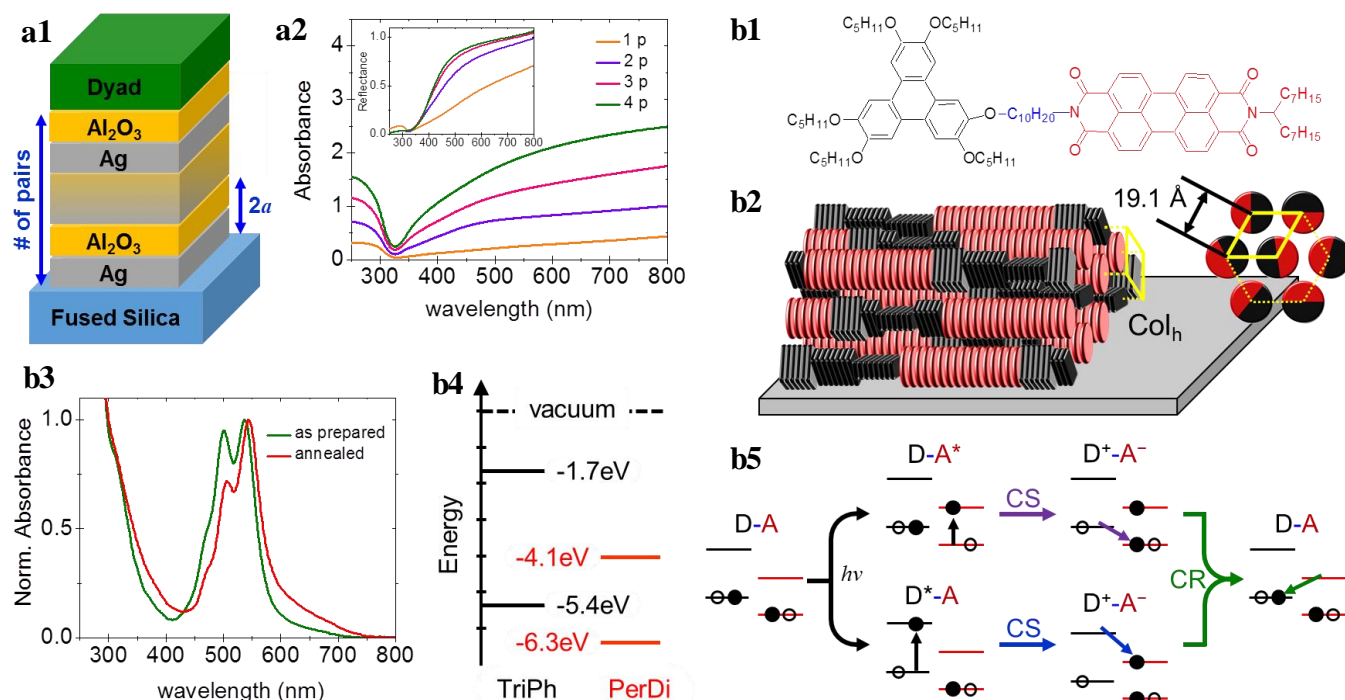 a1
Dyad
Al₂O₃
Ag
Al₂O₃
Ag
Fused Silica
# of pairs
2a
a2
Absorbance
4
3
2
1
0
300 400 500 600 700 800
wavelength (nm)
1 p
2 p
3 p
4 p
Reflectance
1.0
0.5
0.0
300 400 500 600 700 800
b1
C₅H₁₁O
OC₅H₁₁
C₅H₁₁O
C₅H₁₁O
OC₅H₁₁
O-C₁₀H₂₀-N
O O
O O
N
C₇H₁₅
C₇H₁₅
b2
19.1 Å
Colₕ
b3
Norm. Absorbance
1.0
0.5
0.0
300 400 500 600 700 800
wavelength (nm)
as prepared
annealed
b4
Energy
vacuum
-1.7eV
-4.1eV
-5.4eV
-6.3eV
TriPh PerDi
b5
D-A
hν
D-A*
CS
D⁺-A⁻
D*-A
CS
D⁺-A⁻
CR
D-A